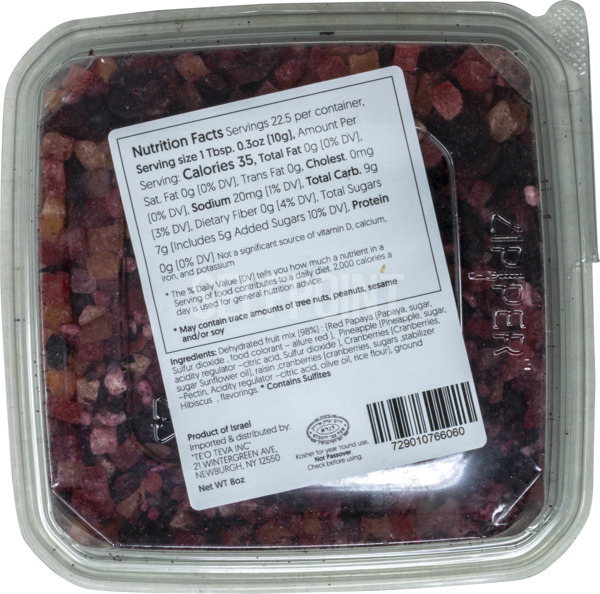 Nutrition Facts Servings 22.5 per container,
Serving size 1 Tbsp. 0.3oz [10g], Amount Per
Serving: Calories 35, Total Fat 0g [0% DV],
Sat. Fat 0g [0% DV], Trans Fat 0g, Cholest. 0mg
[0% DV], Sodium 20mg [1% DV], Total Carb. 9g
[3% DV], Dietary Fiber 0g [4% DV], Total Sugars
7g [Includes 5g Added Sugars 10% DV], Protein
0g [0% DV] Not a significant source of vitamin D, calcium,
iron, and potassium
* The % Daily Value [DV] tells you how much a nutrient in a
Serving of food contributes to a daily diet. 2,000 calories a
day is used for general nutrition advice.
* May contain trace amounts of tree nuts, peanuts, sesame
and/or soy
Ingredients: Dehydrated fruit mix (98%) : (Red Papaya (Papaya, sugar,
Sulfur dioxide , food colorant – allure red ), Pineapple (Pineapple, sugar,
acidity regulator –citric acid, Sulfur dioxide ), Cranberries (Cranberries,
sugar Sunflower oil), raisin ,cranberries (cranberries, sugars ,stabilizer
–Pectin, Acidity regulator –citric acid, olive oil, rice flour), ground
Hibiscus , flavorings. * Contains Sulfites
Product of Israel
Imported & distributed by:
"TEO TEVA INC"
21 WINTERGREEN AVE,
NEWBURGH, NY 12550
Net WT 8oz
Kosher for year 'round use,
Not Passover.
Check before using.
729010766060
ZIPPER
POINT